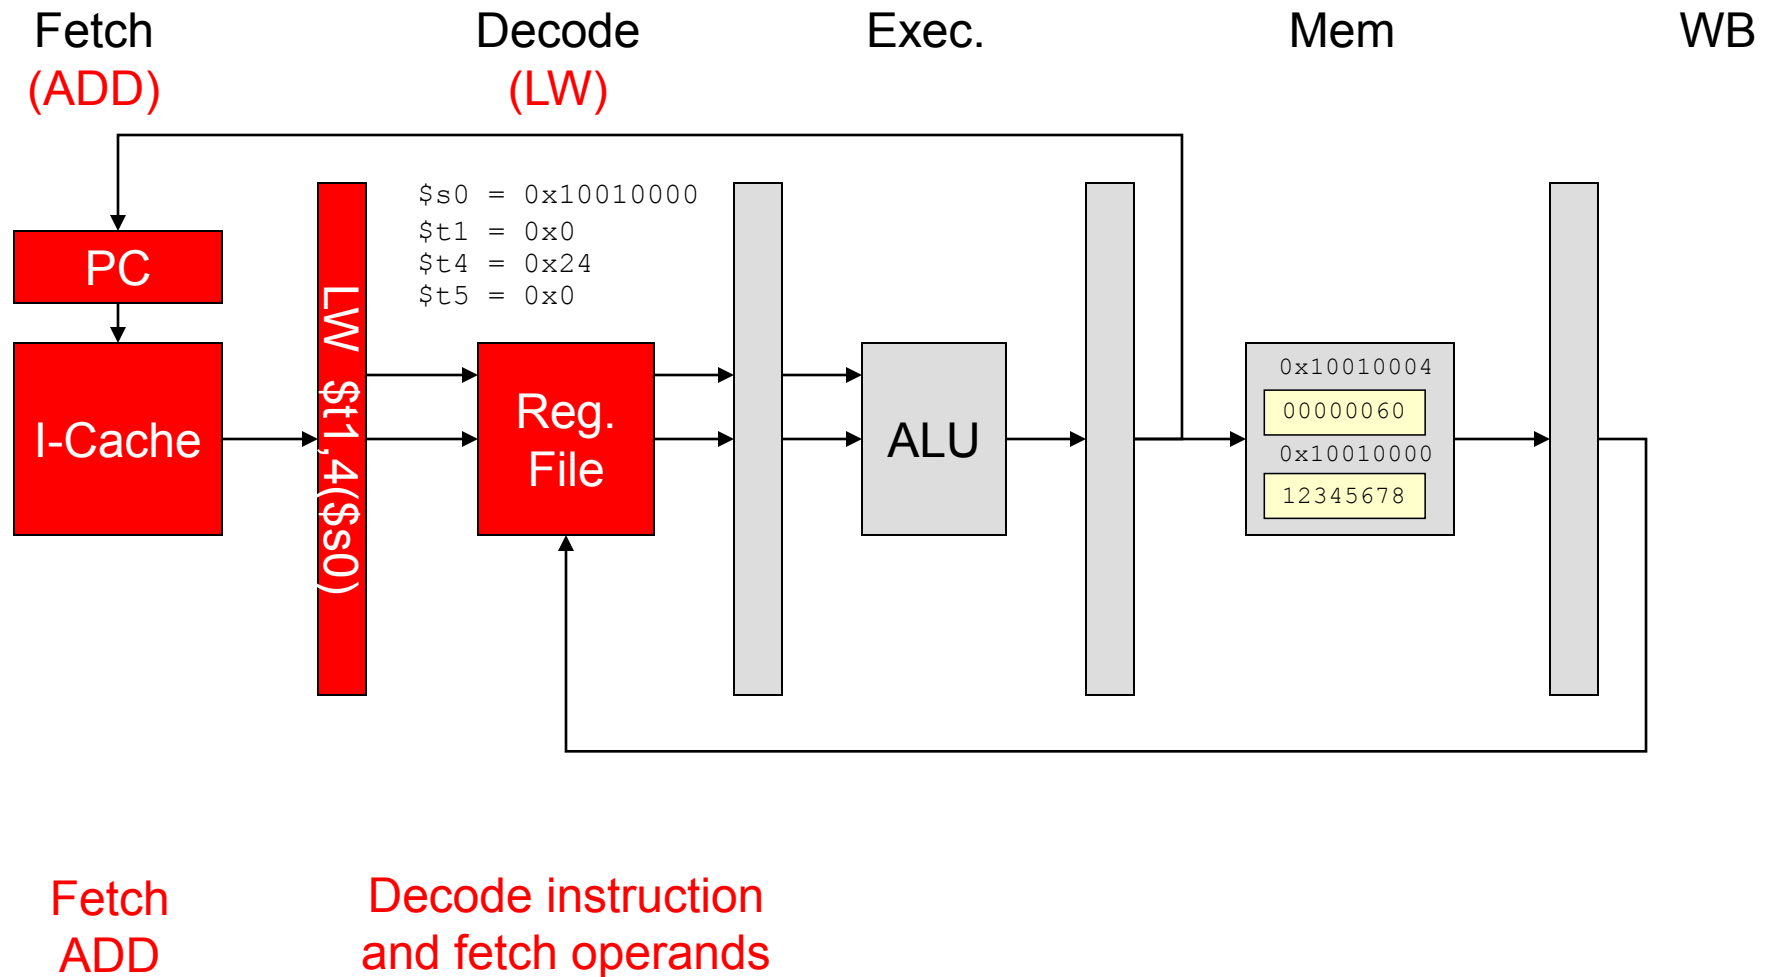 Fetch
(ADD)
Decode
(LW)
Exec.
Mem
WB
$s0 = 0x10010000
$t1 = 0x0
$t4 = 0x24
$t5 = 0x0
PC
I-Cache
LW $t1,4($s0)
Reg.
File
ALU
0x10010004
00000060
0x10010000
12345678
Fetch
ADD
Decode instruction
and fetch operands